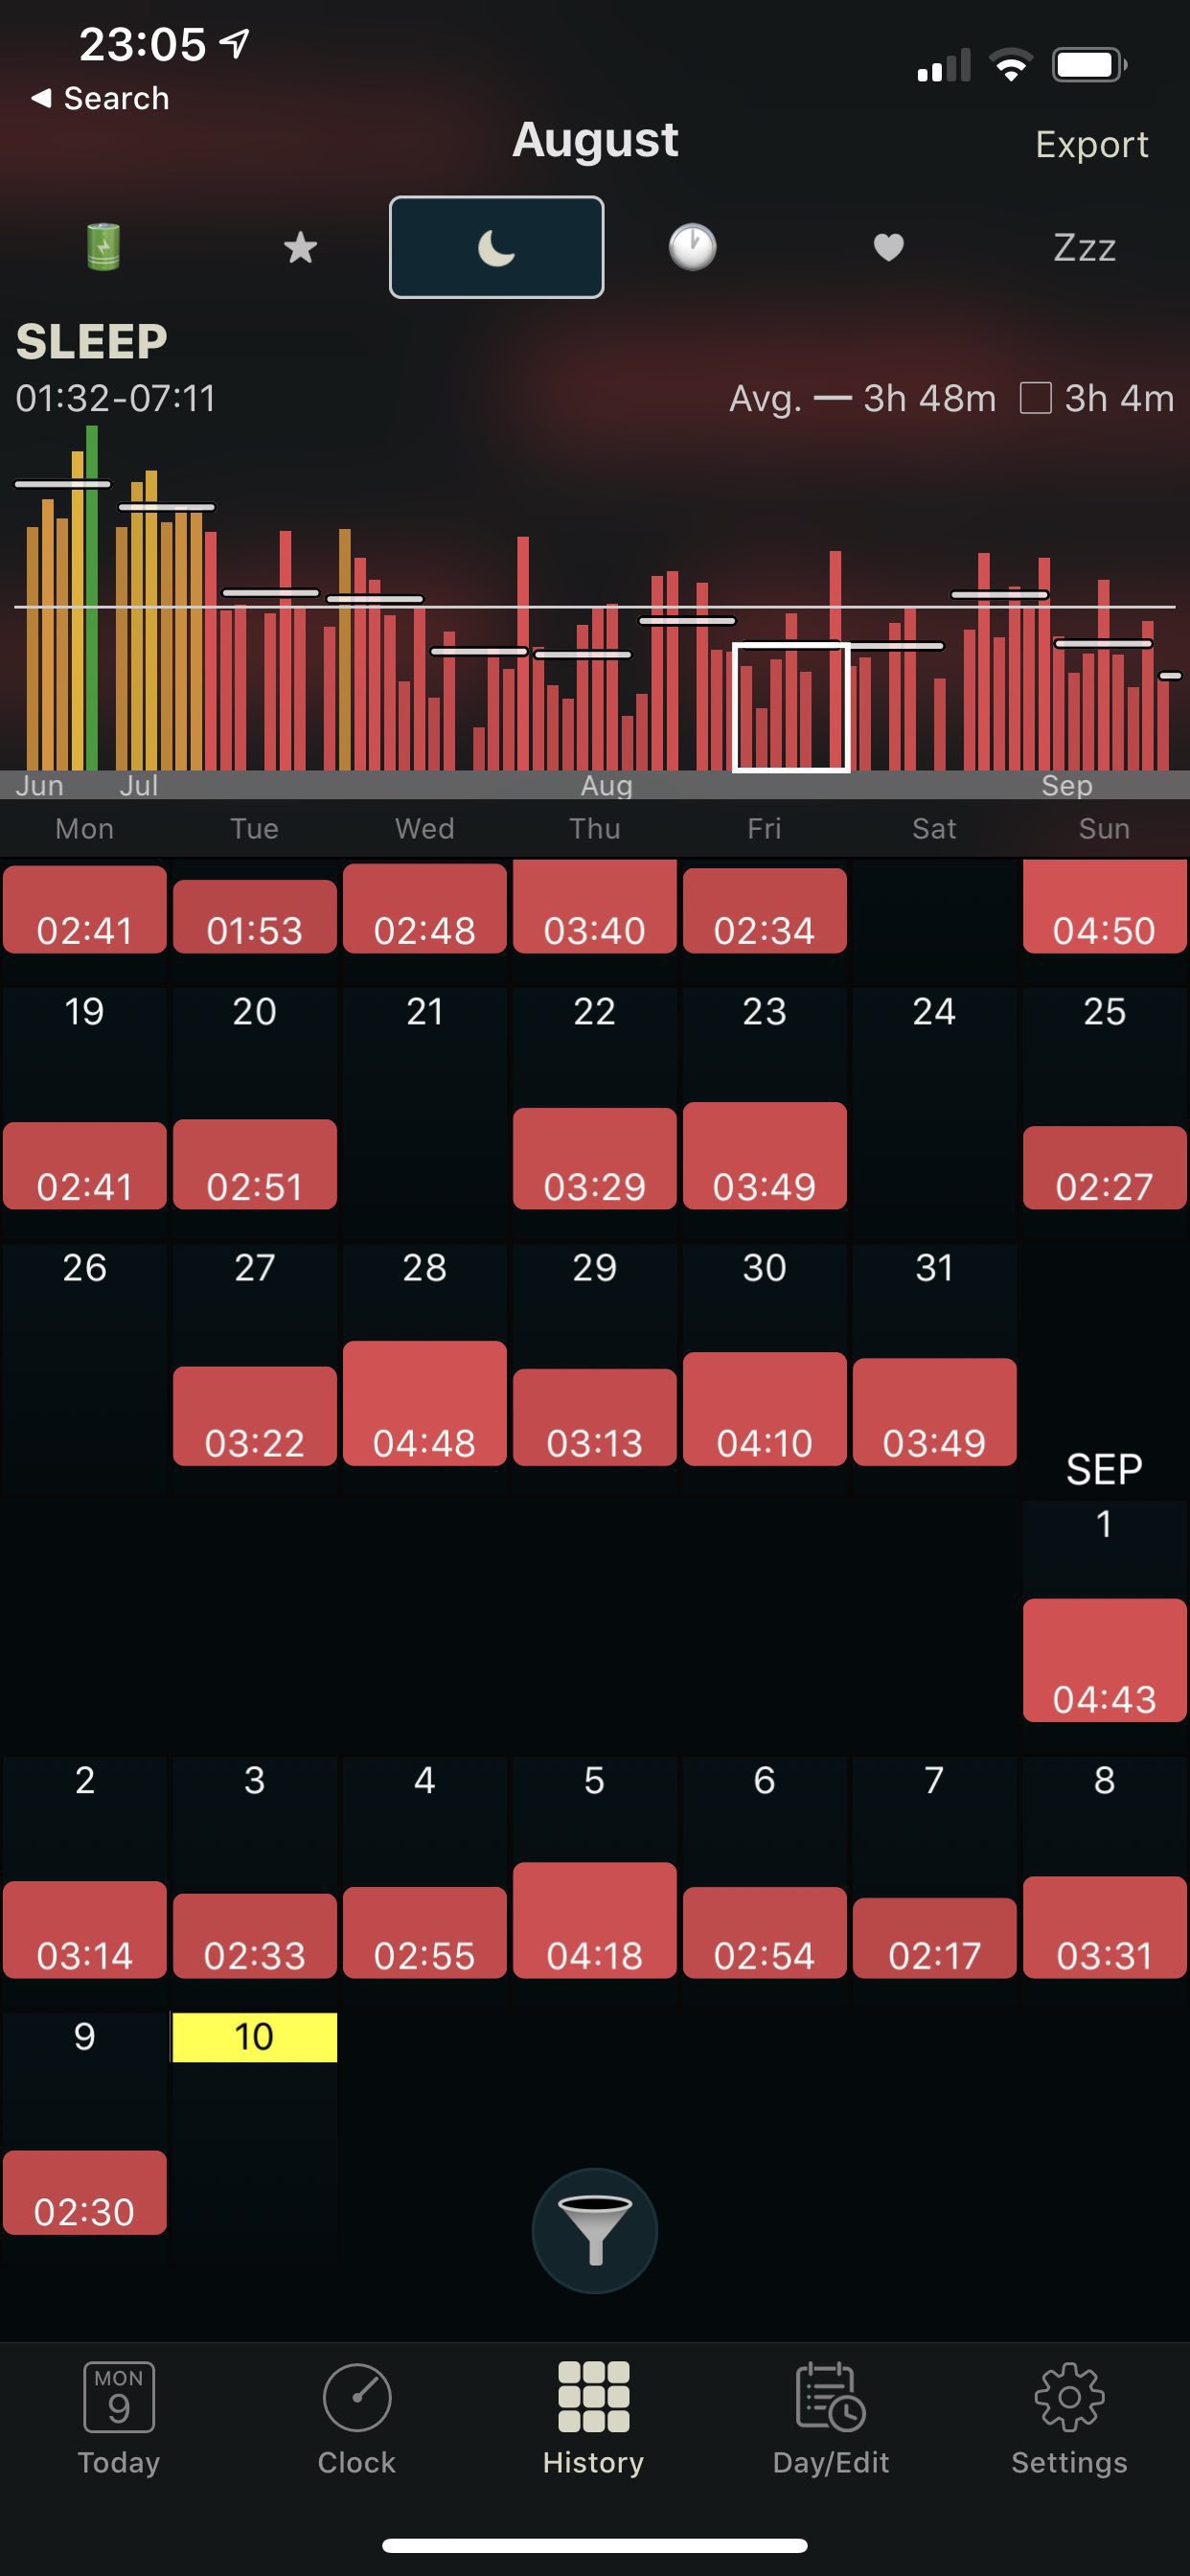 23:05
◀ Search
August
Export
Zzz
SLEEP
01:32-07:11
Avg. — 3h 48m □ 3h 4m
Jun Jul Aug Sep
Mon Tue Wed Thu Fri Sat Sun
02:41 01:53 02:48 03:40 02:34 04:50
19 20 21 22 23 24 25
02:41 02:51 03:29 03:49 02:27
26 27 28 29 30 31
03:22 04:48 03:13 04:10 03:49
SEP
1
04:43
2 3 4 5 6 7 8
03:14 02:33 02:55 04:18 02:54 02:17 03:31
9 10
02:30
MON
9
Today Clock History Day/Edit Settings